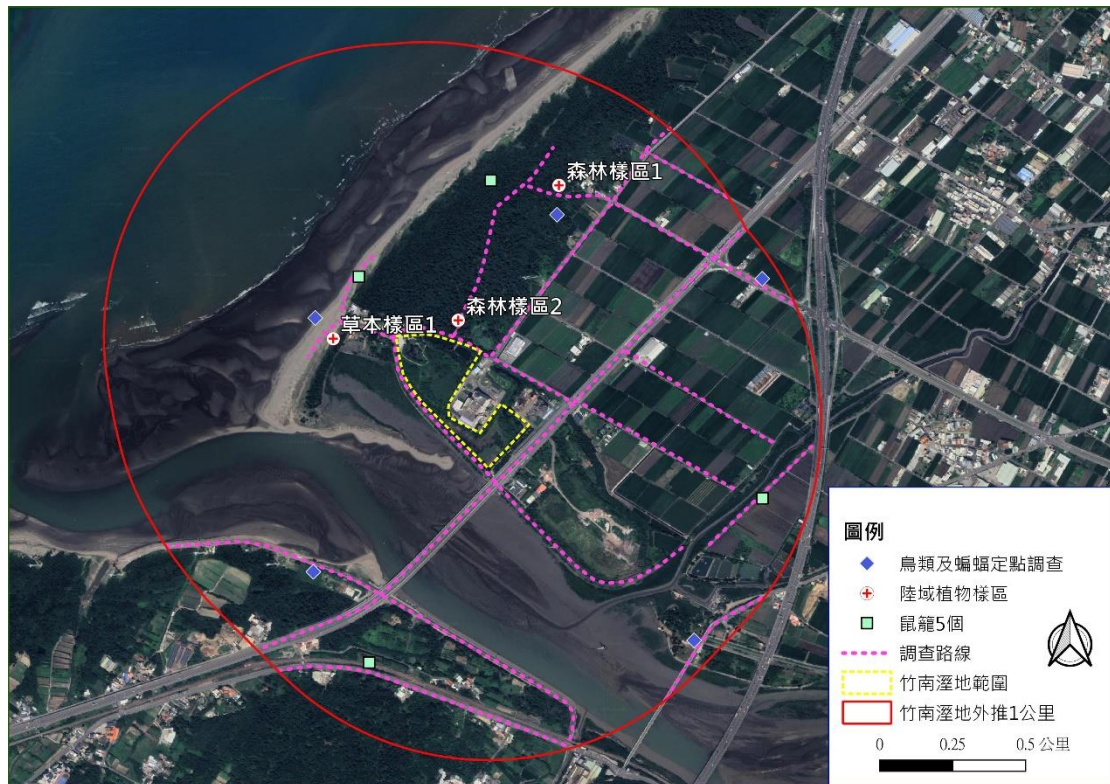 森林樣區1
森林樣區2
草本樣區1
圖例
鳥類及蝙蝠定點調查
陸域植物樣區
鼠籠5個
調查路線
竹南溼地範圍
竹南溼地外推1公里
0 0.25 0.5 公里